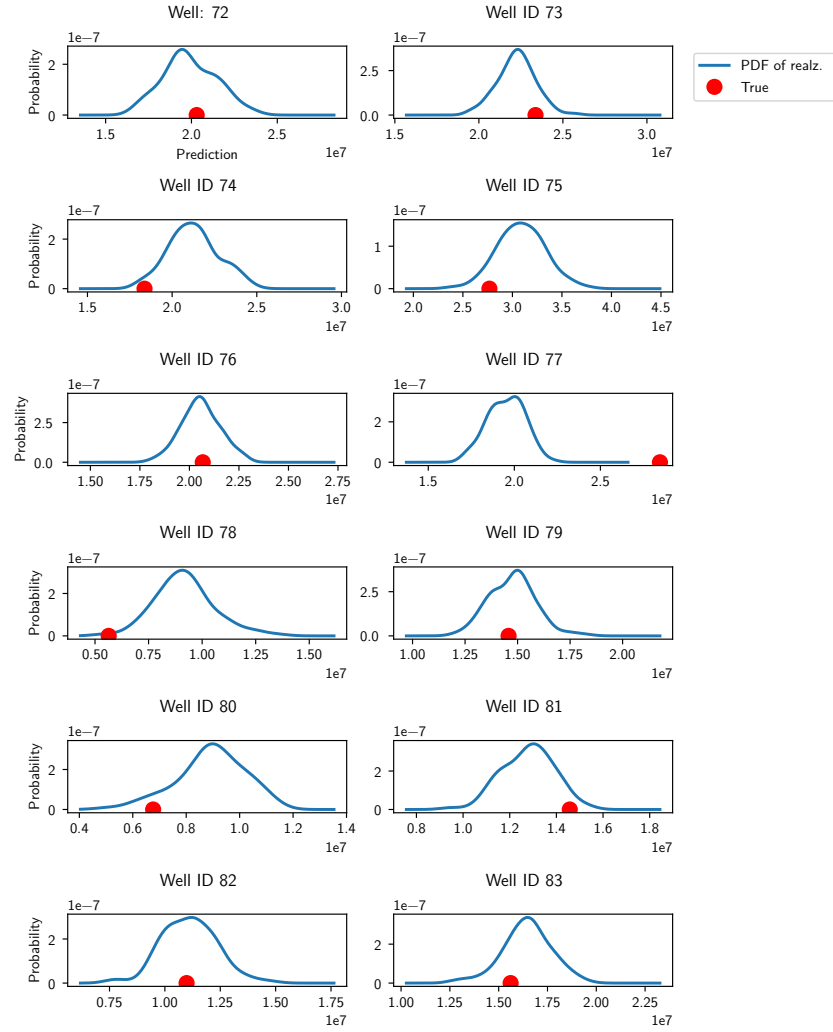 Well: 72
1e−7
Probability
2
0
1.5 2.0 2.5
Prediction
1e7
Well ID 73
1e−7
2.5
0.0
1.5 2.0 2.5 3.0
1e7
PDF of realz.
True
Well ID 74
1e−7
Probability
2
0
1.5 2.0 2.5 3.0
1e7
Well ID 75
1e−7
1
0
2.0 2.5 3.0 3.5 4.0 4.5
1e7
Well ID 76
1e−7
Probability
2.5
0.0
1.50 1.75 2.00 2.25 2.50 2.75
1e7
Well ID 77
1e−7
2
0
1.5 2.0 2.5
1e7
Well ID 78
1e−7
Probability
2
0
0.50 0.75 1.00 1.25 1.50
1e7
Well ID 79
1e−7
2.5
0.0
1.00 1.25 1.50 1.75 2.00
1e7
Well ID 80
1e−7
Probability
2
0
0.4 0.6 0.8 1.0 1.2 1.4
1e7
Well ID 81
1e−7
2
0
0.8 1.0 1.2 1.4 1.6 1.8
1e7
Well ID 82
1e−7
Probability
2
0
0.75 1.00 1.25 1.50 1.75
1e7
Well ID 83
1e−7
2
0
1.00 1.25 1.50 1.75 2.00 2.25
1e7